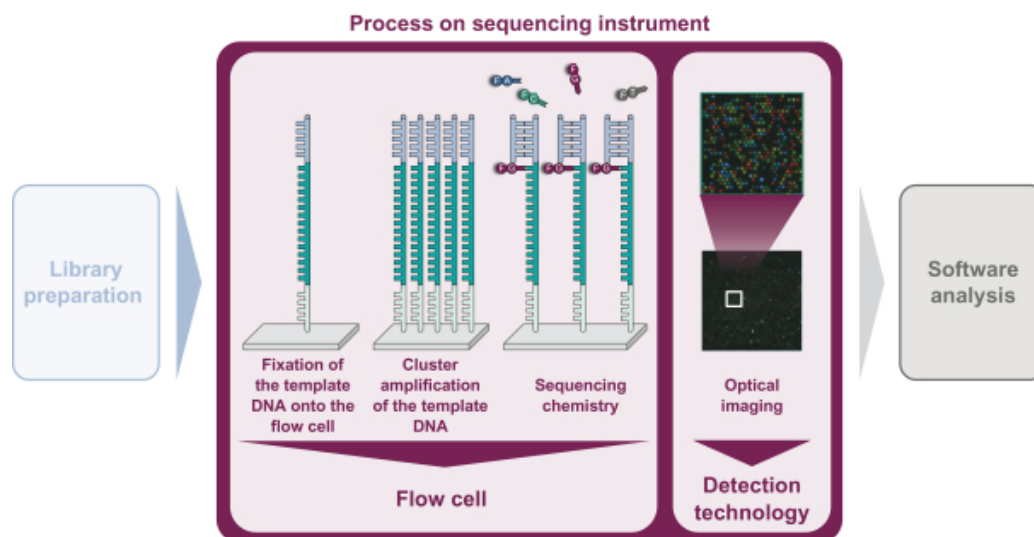 Process on sequencing instrument
F A
F G
F T
F G
F G
F G
Library
preparation
Software
analysis
Fixation of
the template
DNA onto the
flow cell
Cluster
amplification
of the template
DNA
Sequencing
chemistry
Optical
imaging
Flow cell
Detection
technology